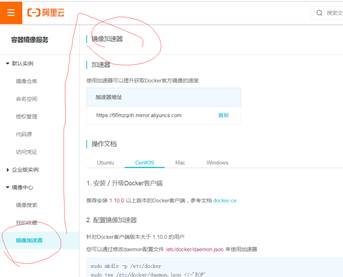 阿里云
搜索文
容器镜像服务
默认实例
镜像仓库
命名空间
授权管理
代码源
访问凭证
企业版实例
镜像中心
镜像搜索
我的收藏
镜像加速器
镜像加速器
加速器
使用加速器可以提升获取Docker官方镜像的速度
加速器地址
复制
操作文档
Ubuntu
CentOS
Mac
Windows
1. 安装 / 升级Docker客户端
推荐安装 1.10.0 以上版本的Docker客户端，参考文档 docker-ce
2. 配置镜像加速器
针对Docker客户端版本大于 1.10.0 的用户
您可以通过修改daemon配置文件 /etc/docker/daemon.json 来使用加速器
sudo mkdir -p /etc/docker
sudo tee /etc/docker/daemon.json <<-'EOF'